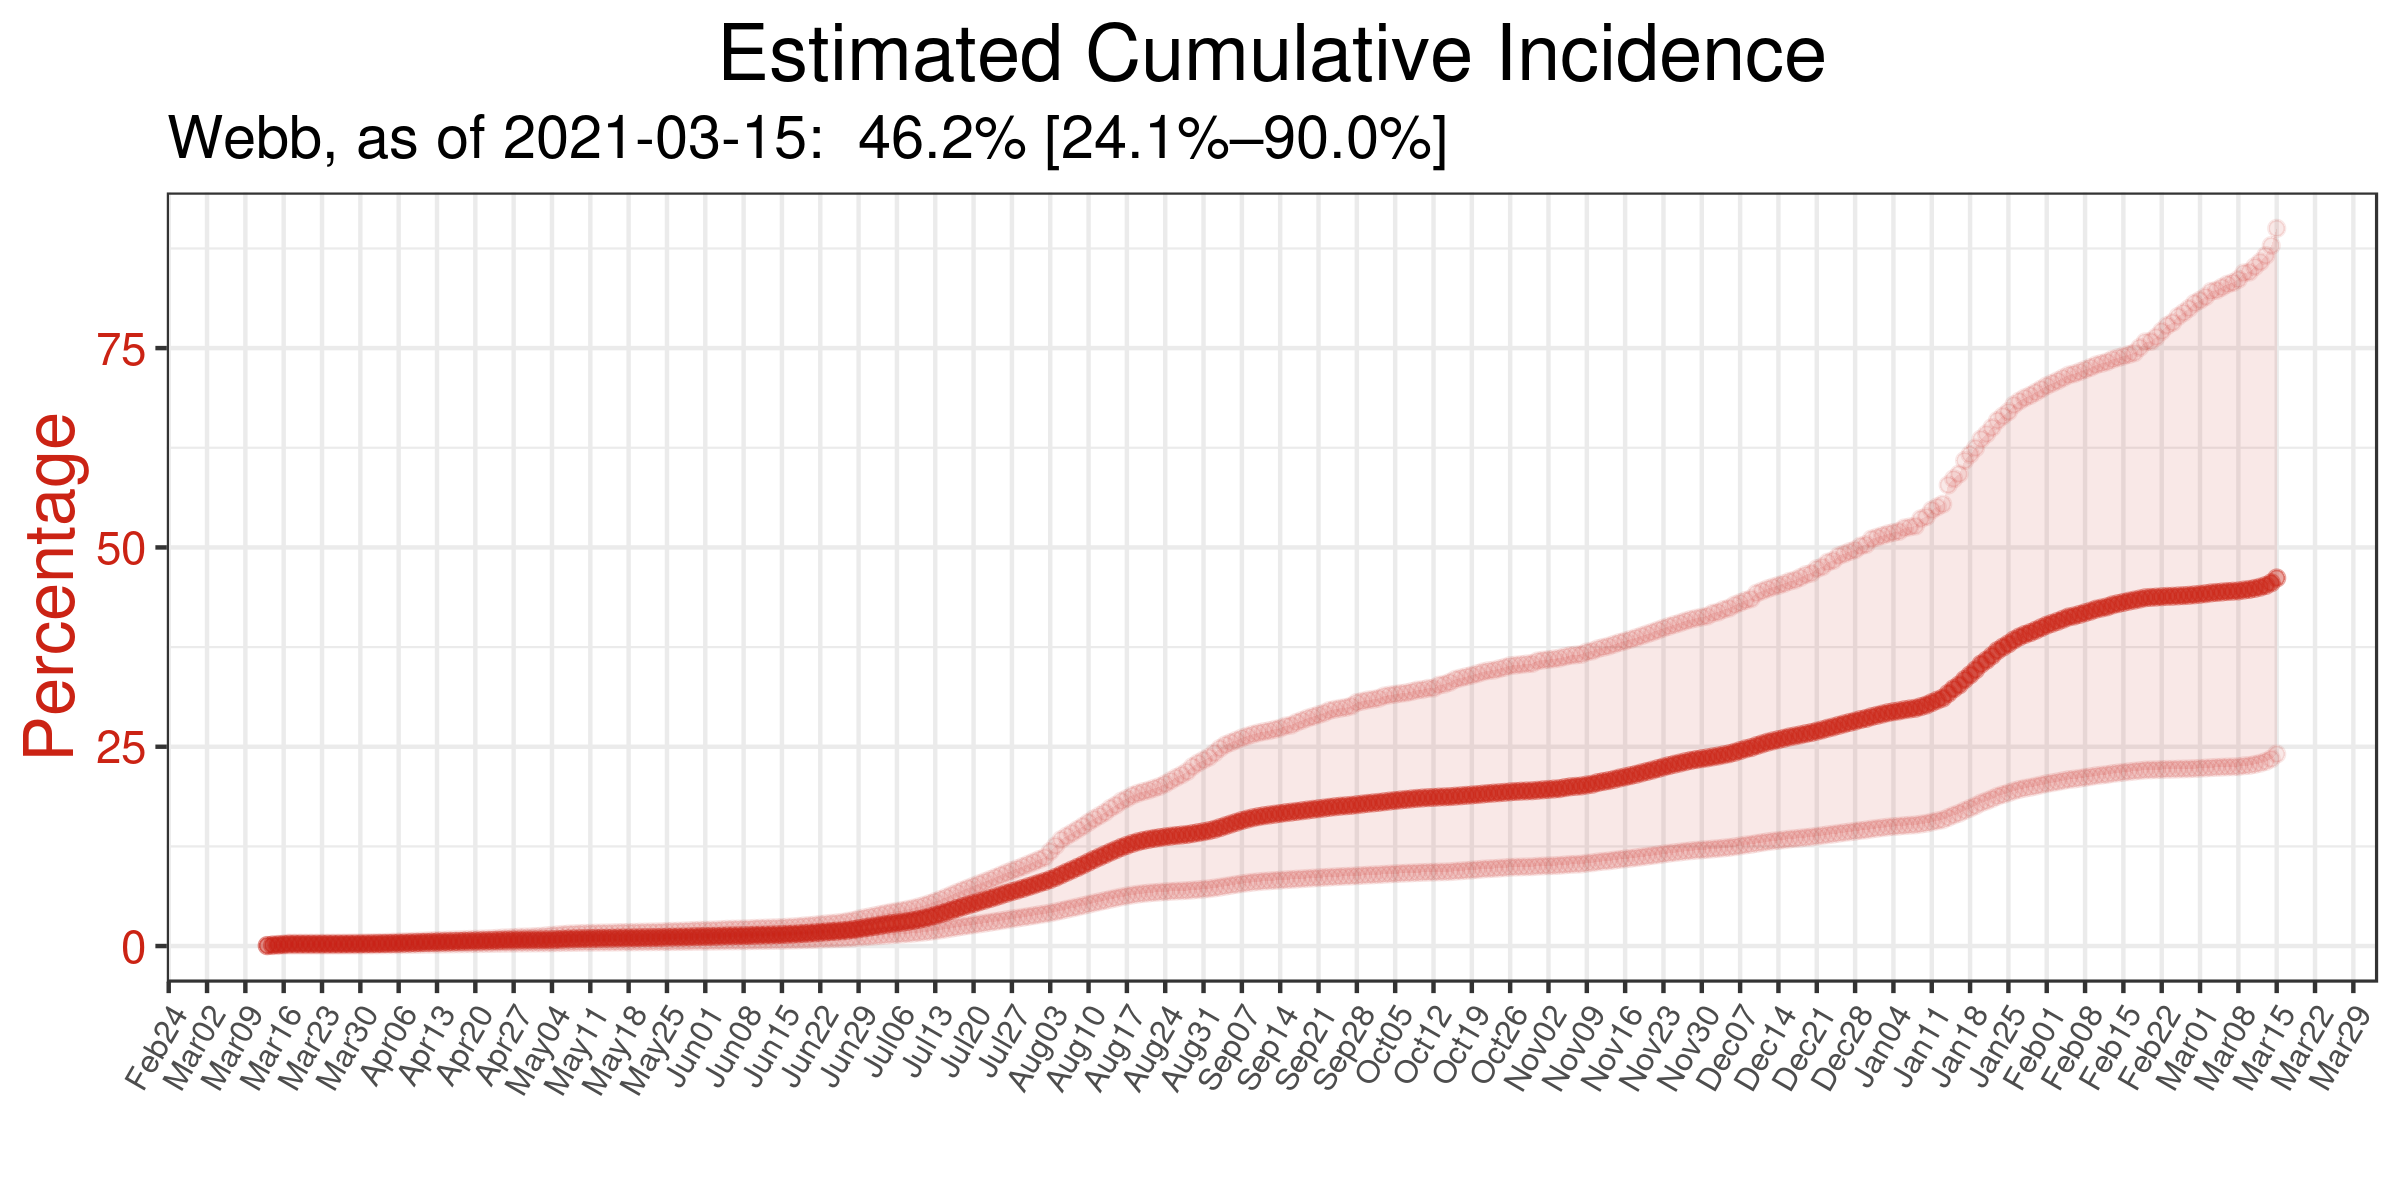 Estimated Cumulative Incidence
Webb, as of 2021-03-15:  46.2% [24.1%–90.0%]
Percentage
75
50
25
0
Feb24
Mar02
Mar09
Mar16
Mar23
Mar30
Apr06
Apr13
Apr20
Apr27
May04
May11
May18
May25
Jun01
Jun08
Jun15
Jun22
Jun29
Jul06
Jul13
Jul20
Jul27
Aug03
Aug10
Aug17
Aug24
Aug31
Sep07
Sep14
Sep21
Sep28
Oct05
Oct12
Oct19
Oct26
Nov02
Nov09
Nov16
Nov23
Nov30
Dec07
Dec14
Dec21
Dec28
Jan04
Jan11
Jan18
Jan25
Feb01
Feb08
Feb15
Feb22
Mar01
Mar08
Mar15
Mar22
Mar29